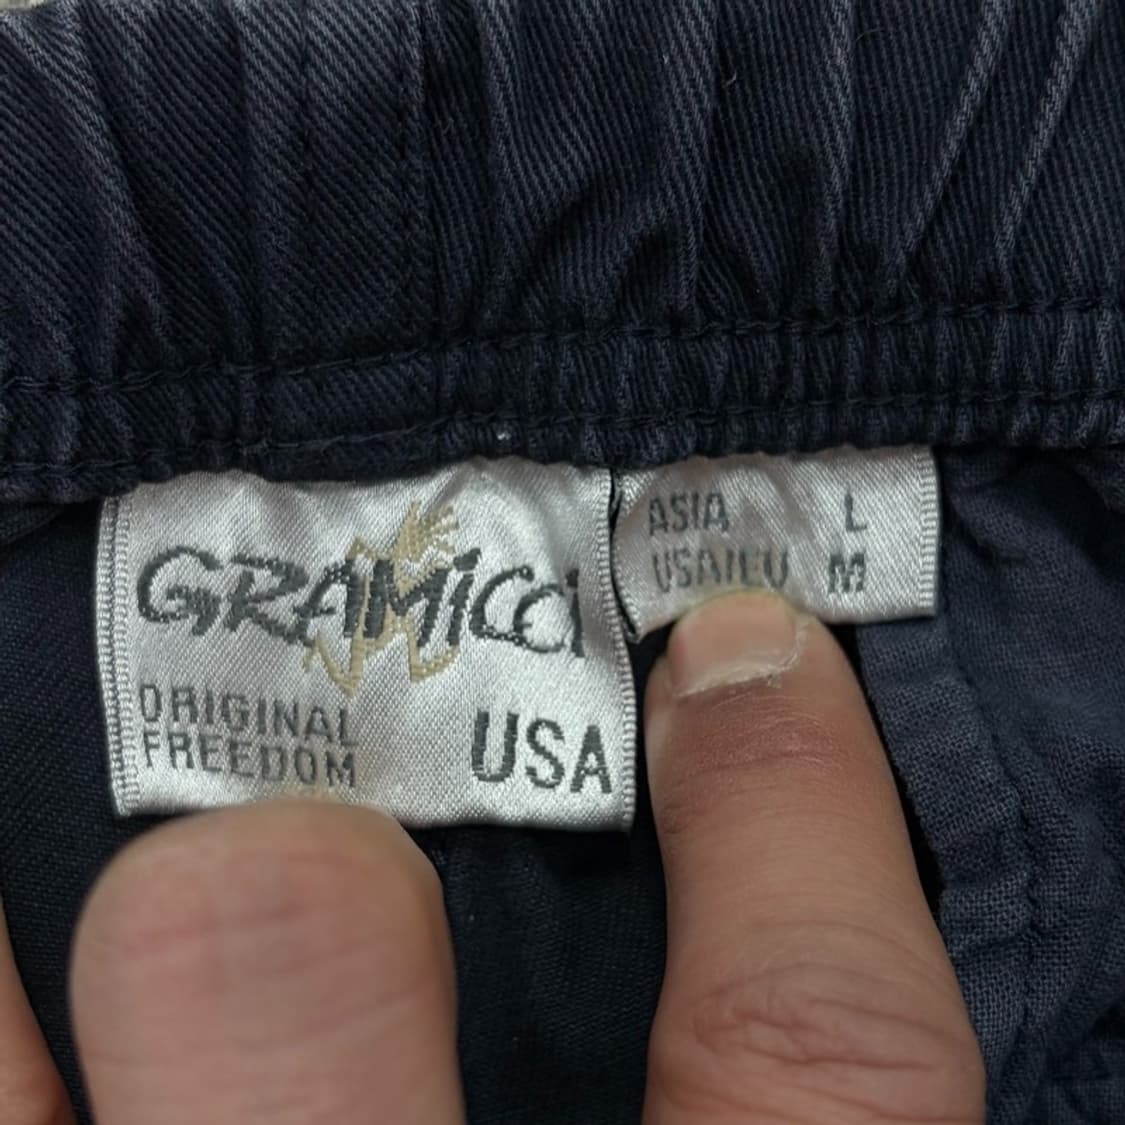 GRAMiCCi
ORIGINAL
FREEDOM
USA
ASIA L
USA/EU M